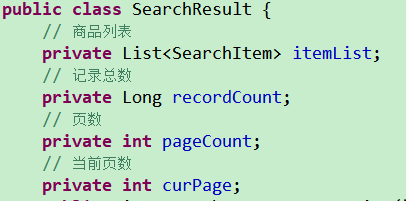 public class SearchResult {
// 商品列表
private List<SearchItem> itemList;
// 记录总数
private Long recordCount;
// 页数
private int pageCount;
// 当前页数
private int curPage;